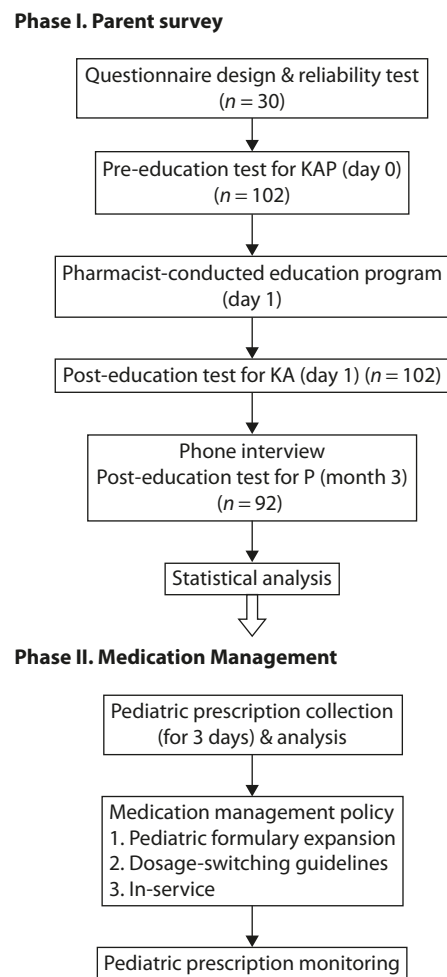 Phase I. Parent survey
Questionnaire design & reliability test
(n = 30)
Pre-education test for KAP (day 0)
(n = 102)
Pharmacist-conducted education program
(day 1)
Post-education test for KA (day 1) (n = 102)
Phone interview
Post-education test for P (month 3)
(n = 92)
Statistical analysis
Phase II. Medication Management
Pediatric prescription collection
(for 3 days) & analysis
Medication management policy
1. Pediatric formulary expansion
2. Dosage-switching guidelines
3. In-service
Pediatric prescription monitoring